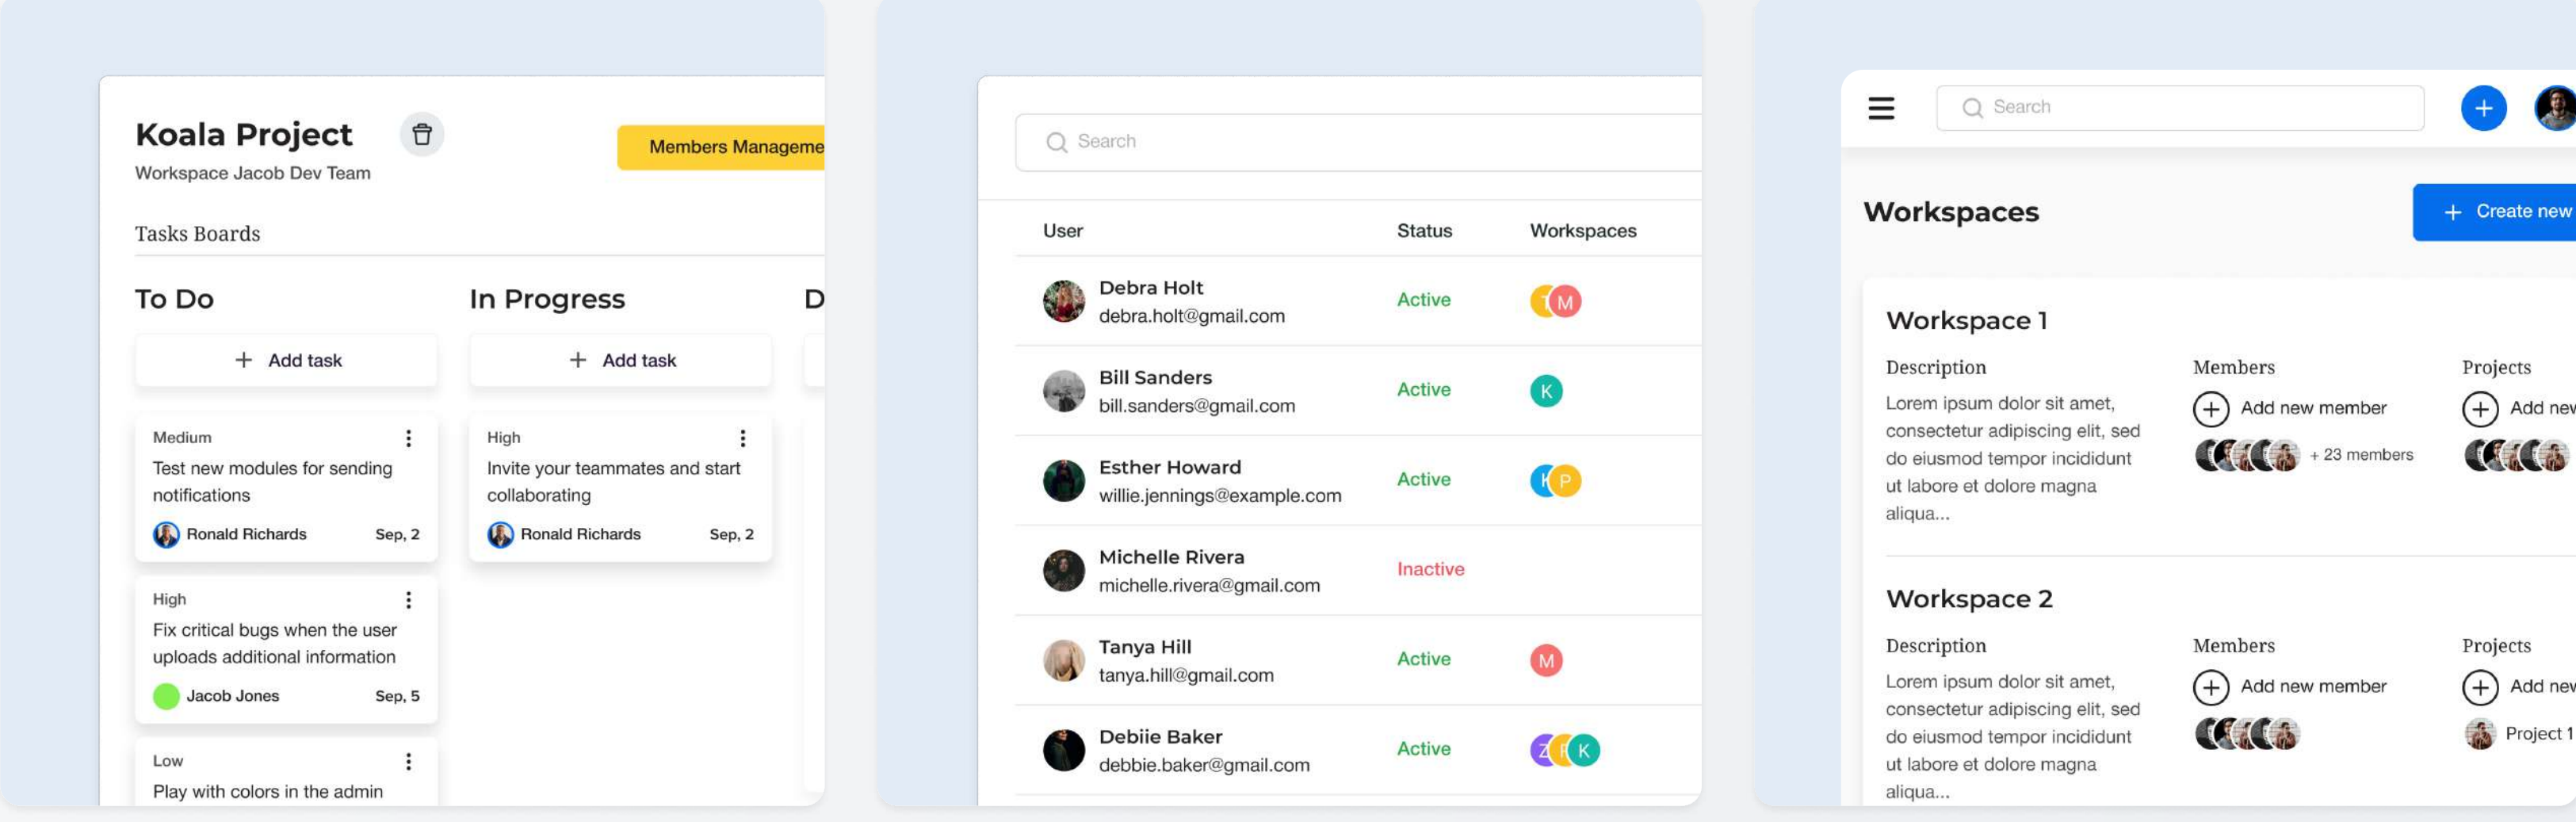 Koala Project
Workspace Jacob Dev Team
Members Manageme
Tasks Boards
To Do
In Progress
D
+ Add task
+ Add task
Medium
Test new modules for sending
notifications
Ronald Richards
Sep, 2
High
Invite your teammates and start
collaborating
Ronald Richards
Sep, 2
High
Fix critical bugs when the user
uploads additional information
Jacob Jones
Sep, 5
Low
Play with colors in the admin
Search
User
Status
Workspaces
Debra Holt
debra.holt@gmail.com
Active
M
Bill Sanders
bill.sanders@gmail.com
Active
K
Esther Howard
willie.jennings@example.com
Active
P
Michelle Rivera
michelle.rivera@gmail.com
Inactive
Tanya Hill
tanya.hill@gmail.com
Active
M
Debiie Baker
debbie.baker@gmail.com
Active
Z
K
Search
Workspaces
+ Create new
Workspace 1
Description
Lorem ipsum dolor sit amet,
consectetur adipiscing elit, sed
do eiusmod tempor incididunt
ut labore et dolore magna
aliqua...
Members
Add new member
+ 23 members
Projects
Add new
Workspace 2
Description
Lorem ipsum dolor sit amet,
consectetur adipiscing elit, sed
do eiusmod tempor incididunt
ut labore et dolore magna
aliqua...
Members
Add new member
Projects
Add new
Project 1